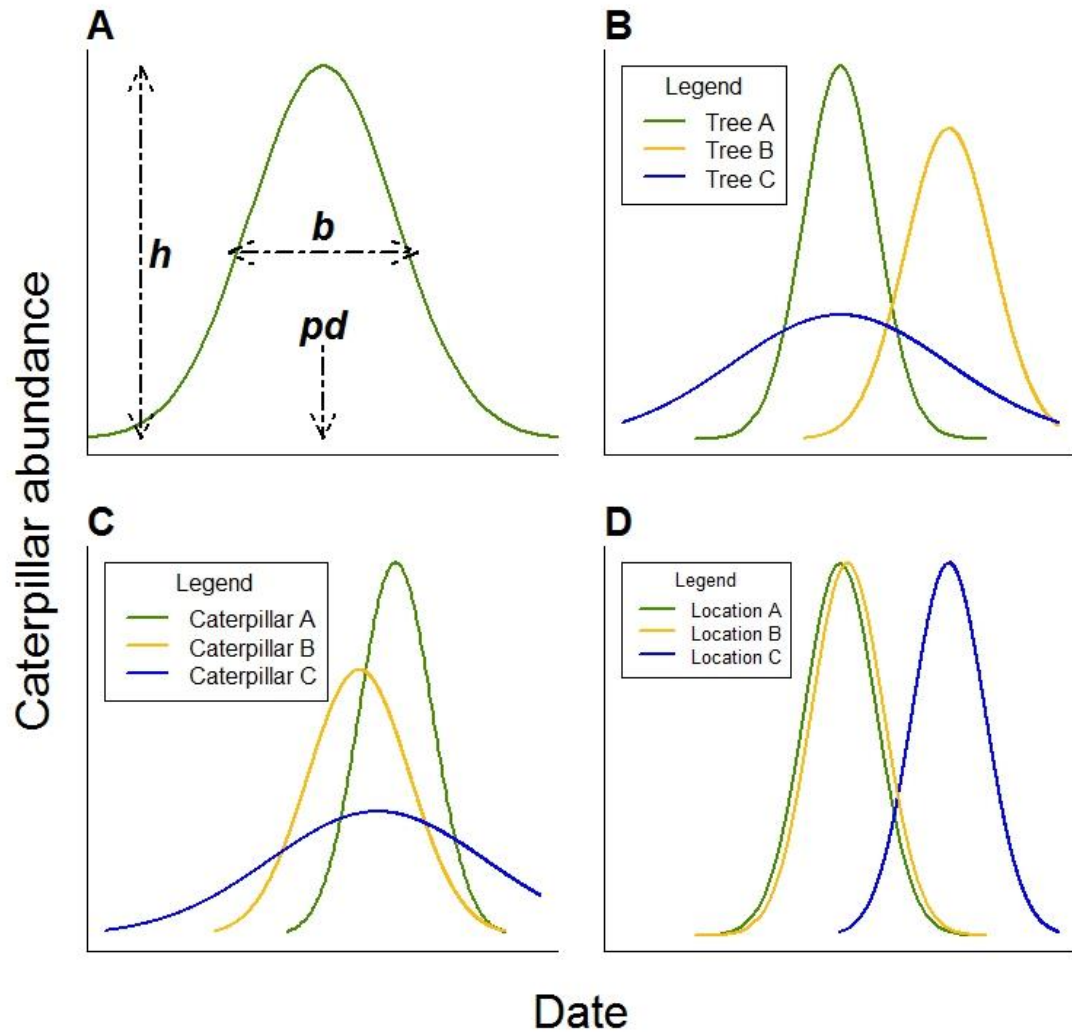 A
h
b
pd
B
Legend
Tree A
Tree B
Tree C
C
Legend
Caterpillar A
Caterpillar B
Caterpillar C
D
Legend
Location A
Location B
Location C
Caterpillar abundance
Date